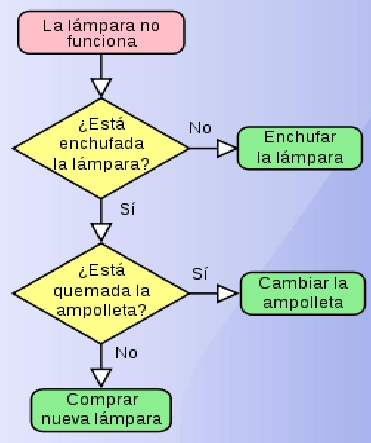 La lámpara no
funciona
¿Está
enchufada
la lámpara?
No
Enchufar
la lámpara
Sí
¿Está
quemada la
ampolleta?
Sí
Cambiar la
ampolleta
No
Comprar
nueva lámpara